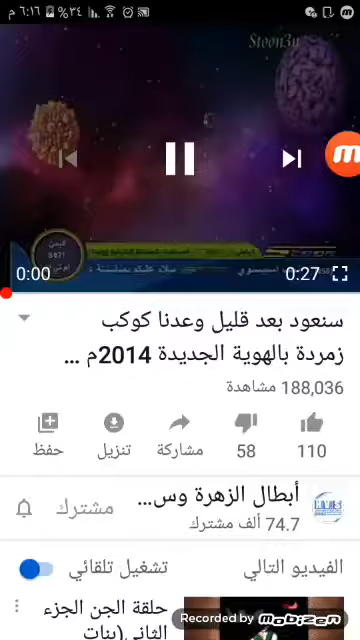 ٦:١٦ م
٣٤%
Stoon3n
0:00
0:27
سنعود بعد قليل وعدنا كوكب
زمردة بالهوية الجديدة 2014م ...
188,036 مشاهدة
110
58
مشاركة
تنزيل
حفظ
أبطال الزهرة وس...
74.7 ألف مشترك
مشترك
الفيديو التالي
تشغيل تلقائي
حلقة الجن الجزء
الثاني(بنات
Recorded by mobizen